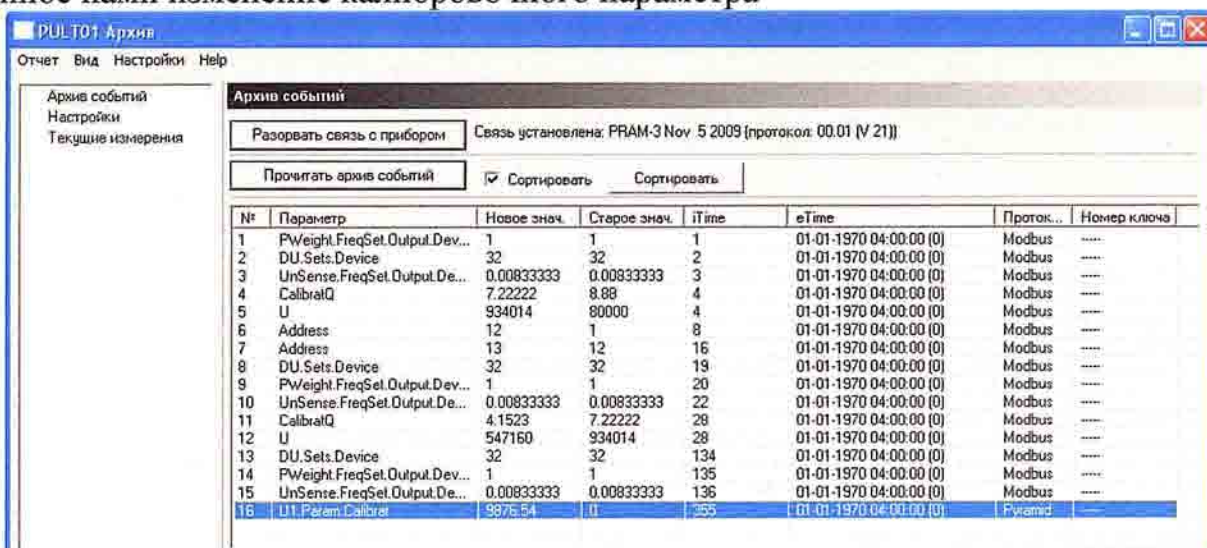 нами изменение калибровочного параметра
PULT01 Архив
Отчет Вид Настройки Help
Архив событий
Настройки
Текущие измерения
Архив событий
Разорвать связь с прибором Связь установлена: PRAM-3 Nov 5 2009 (протокол: 00.01 (V 21))
Прочитать архив событий Сортировать Сортировать
№ Параметр Новое знач. Старое знач. iTime eTime Проток... Номер ключа
1 PWeight.FreqSet.Output.Dev... 1 1 1 01-01-1970 04:00:00 (0) Modbus -----
2 DU.Sets.Device 32 32 2 01-01-1970 04:00:00 (0) Modbus -----
3 UnSense.FreqSet.Output.De... 0.00833333 0.00833333 3 01-01-1970 04:00:00 (0) Modbus -----
4 CalibratQ 7.22222 8.88 4 01-01-1970 04:00:00 (0) Modbus -----
5 U 934014 80000 4 01-01-1970 04:00:00 (0) Modbus -----
6 Address 12 1 8 01-01-1970 04:00:00 (0) Modbus -----
7 Address 13 12 16 01-01-1970 04:00:00 (0) Modbus -----
8 DU.Sets.Device 32 32 19 01-01-1970 04:00:00 (0) Modbus -----
9 PWeight.FreqSet.Output.Dev... 1 1 20 01-01-1970 04:00:00 (0) Modbus -----
10 UnSense.FreqSet.Output.De... 0.00833333 0.00833333 22 01-01-1970 04:00:00 (0) Modbus -----
11 CalibratQ 4.1523 7.22222 28 01-01-1970 04:00:00 (0) Modbus -----
12 U 547160 934014 28 01-01-1970 04:00:00 (0) Modbus -----
13 DU.Sets.Device 32 32 134 01-01-1970 04:00:00 (0) Modbus -----
14 PWeight.FreqSet.Output.Dev... 1 1 135 01-01-1970 04:00:00 (0) Modbus -----
15 UnSense.FreqSet.Output.De... 0.00833333 0.00833333 136 01-01-1970 04:00:00 (0) Modbus -----
16 U1.Param.Calibrat 9876.54 0 355 01-01-1970 04:00:00 (0) Pyramid -----